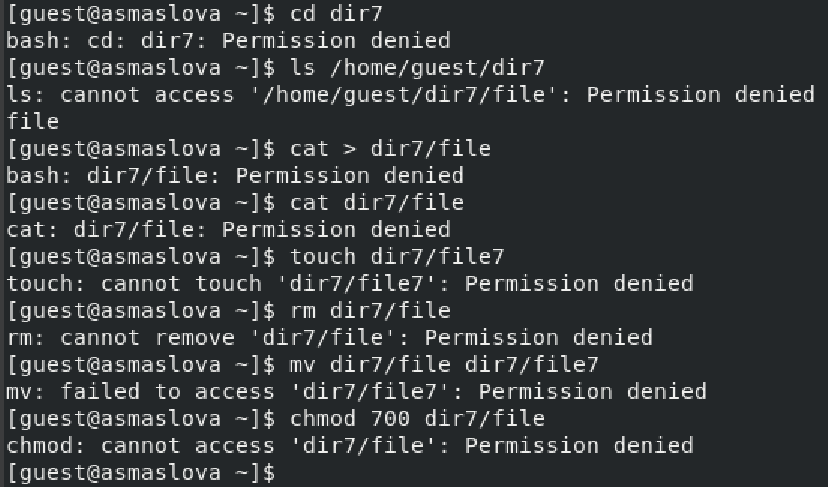 [guest@asmaslova ~]$ cd dir7
bash: cd: dir7: Permission denied
[guest@asmaslova ~]$ ls /home/guest/dir7
ls: cannot access '/home/guest/dir7/file': Permission denied
file
[guest@asmaslova ~]$ cat > dir7/file
bash: dir7/file: Permission denied
[guest@asmaslova ~]$ cat dir7/file
cat: dir7/file: Permission denied
[guest@asmaslova ~]$ touch dir7/file7
touch: cannot touch 'dir7/file7': Permission denied
[guest@asmaslova ~]$ rm dir7/file
rm: cannot remove 'dir7/file': Permission denied
[guest@asmaslova ~]$ mv dir7/file dir7/file7
mv: failed to access 'dir7/file7': Permission denied
[guest@asmaslova ~]$ chmod 700 dir7/file
chmod: cannot access 'dir7/file': Permission denied
[guest@asmaslova ~]$